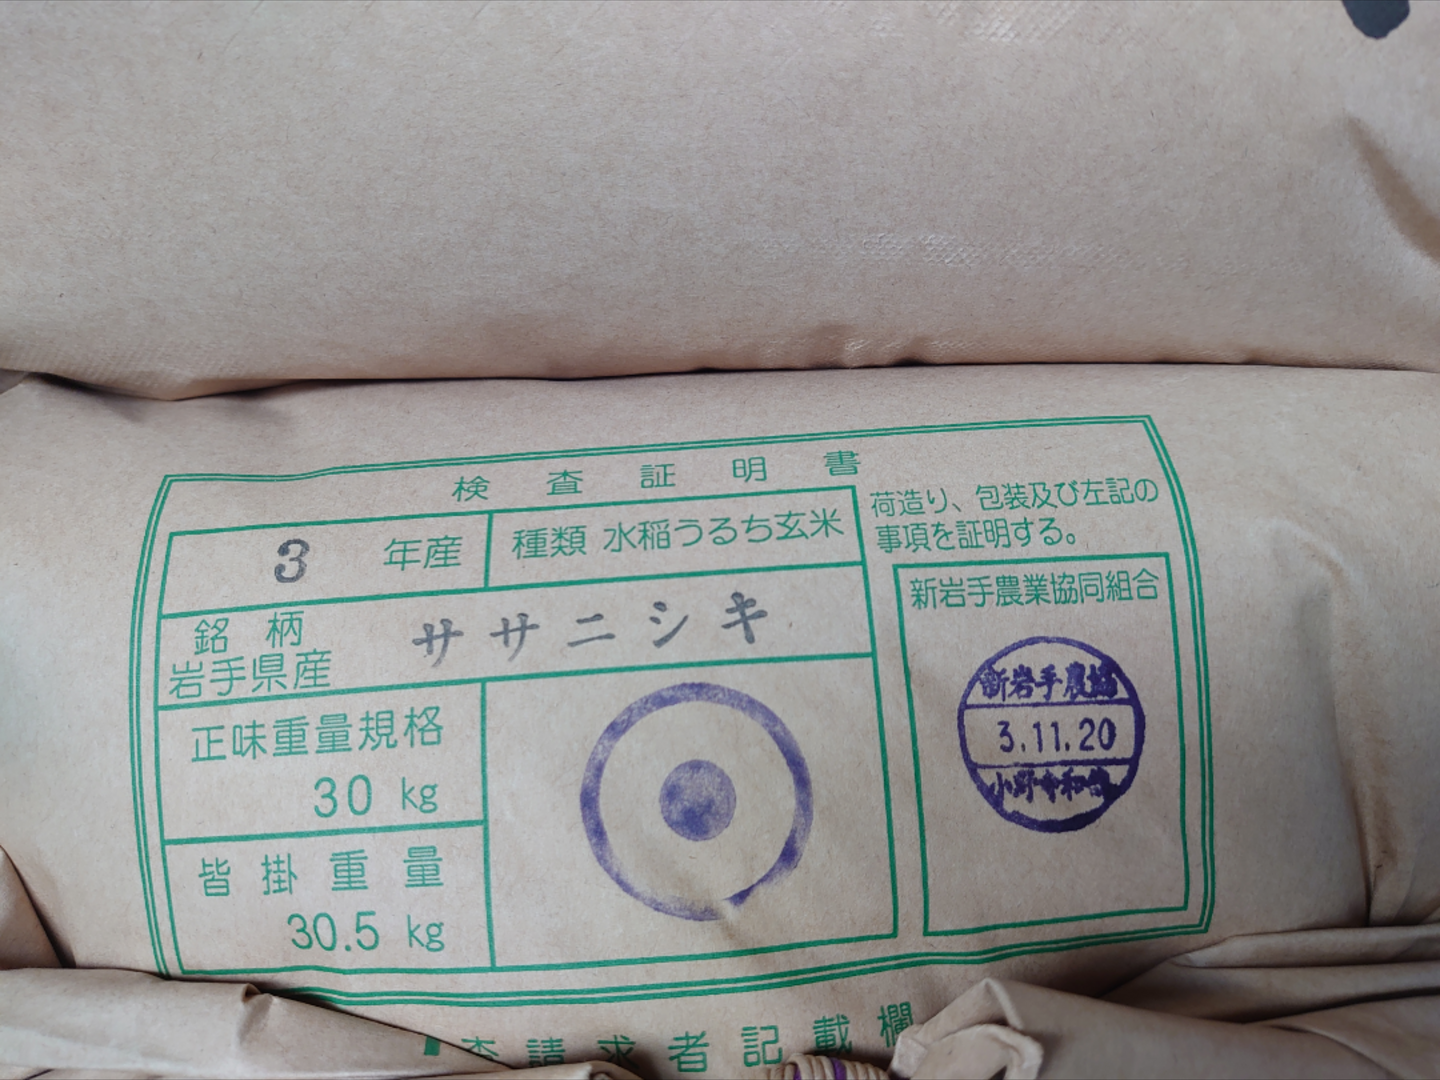 検査証明書
3 年産
種類 水稲うるち玄米
銘柄
岩手県産
ササニシキ
正味重量規格
30 kg
皆掛重量
30.5 kg
荷造り、包装及び左記の
事項を証明する。
新岩手農業協同組合
新岩手農協
3.11.20
査請求者記載欄